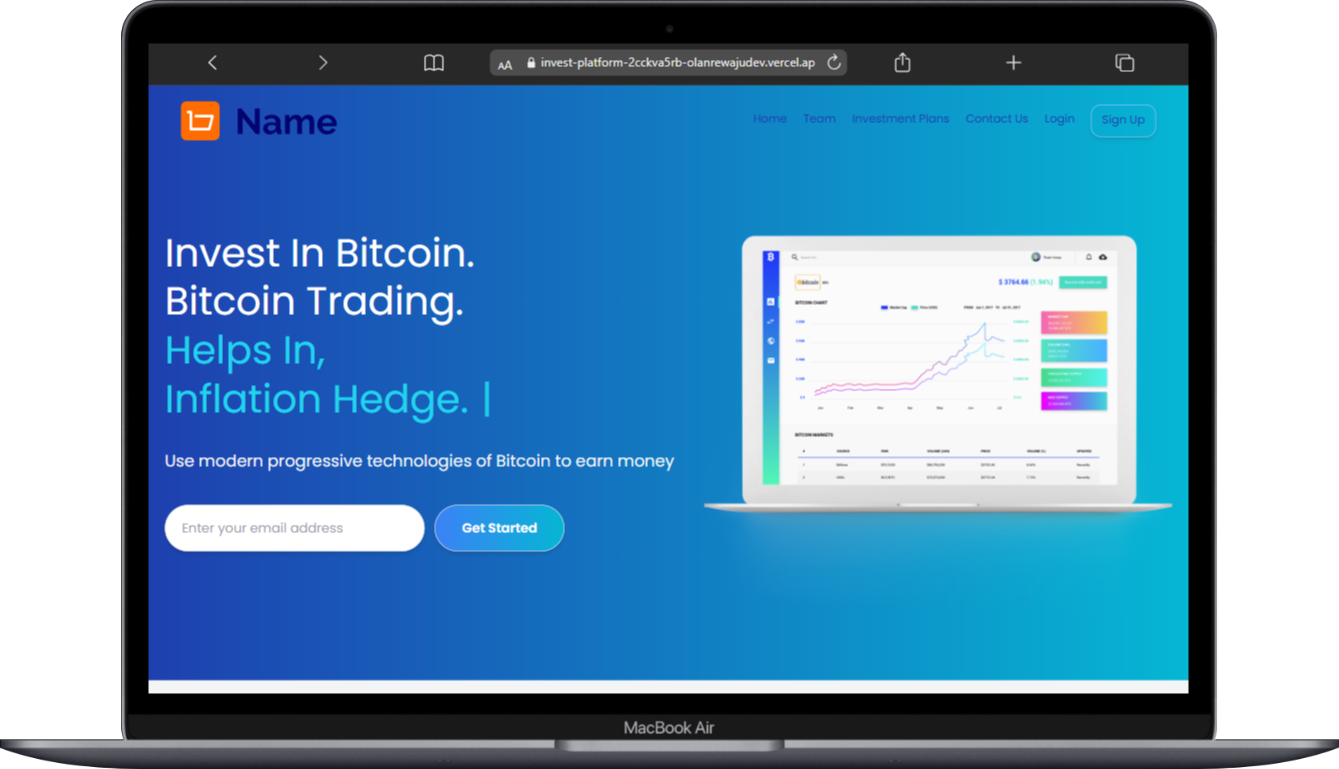 AA invest-platform-2cckva5rb-olanrewajudev.vercel.ap
Name
Home Team Investment Plans Contact Us Login Sign Up
Invest In Bitcoin.
Bitcoin Trading.
Helps In,
Inflation Hedge. |
Use modern progressive technologies of Bitcoin to earn money
Enter your email address
Get Started
$ 3764.66 (1.94%)
BITCOIN CHART
BITCOIN MARKETS
MacBook Air